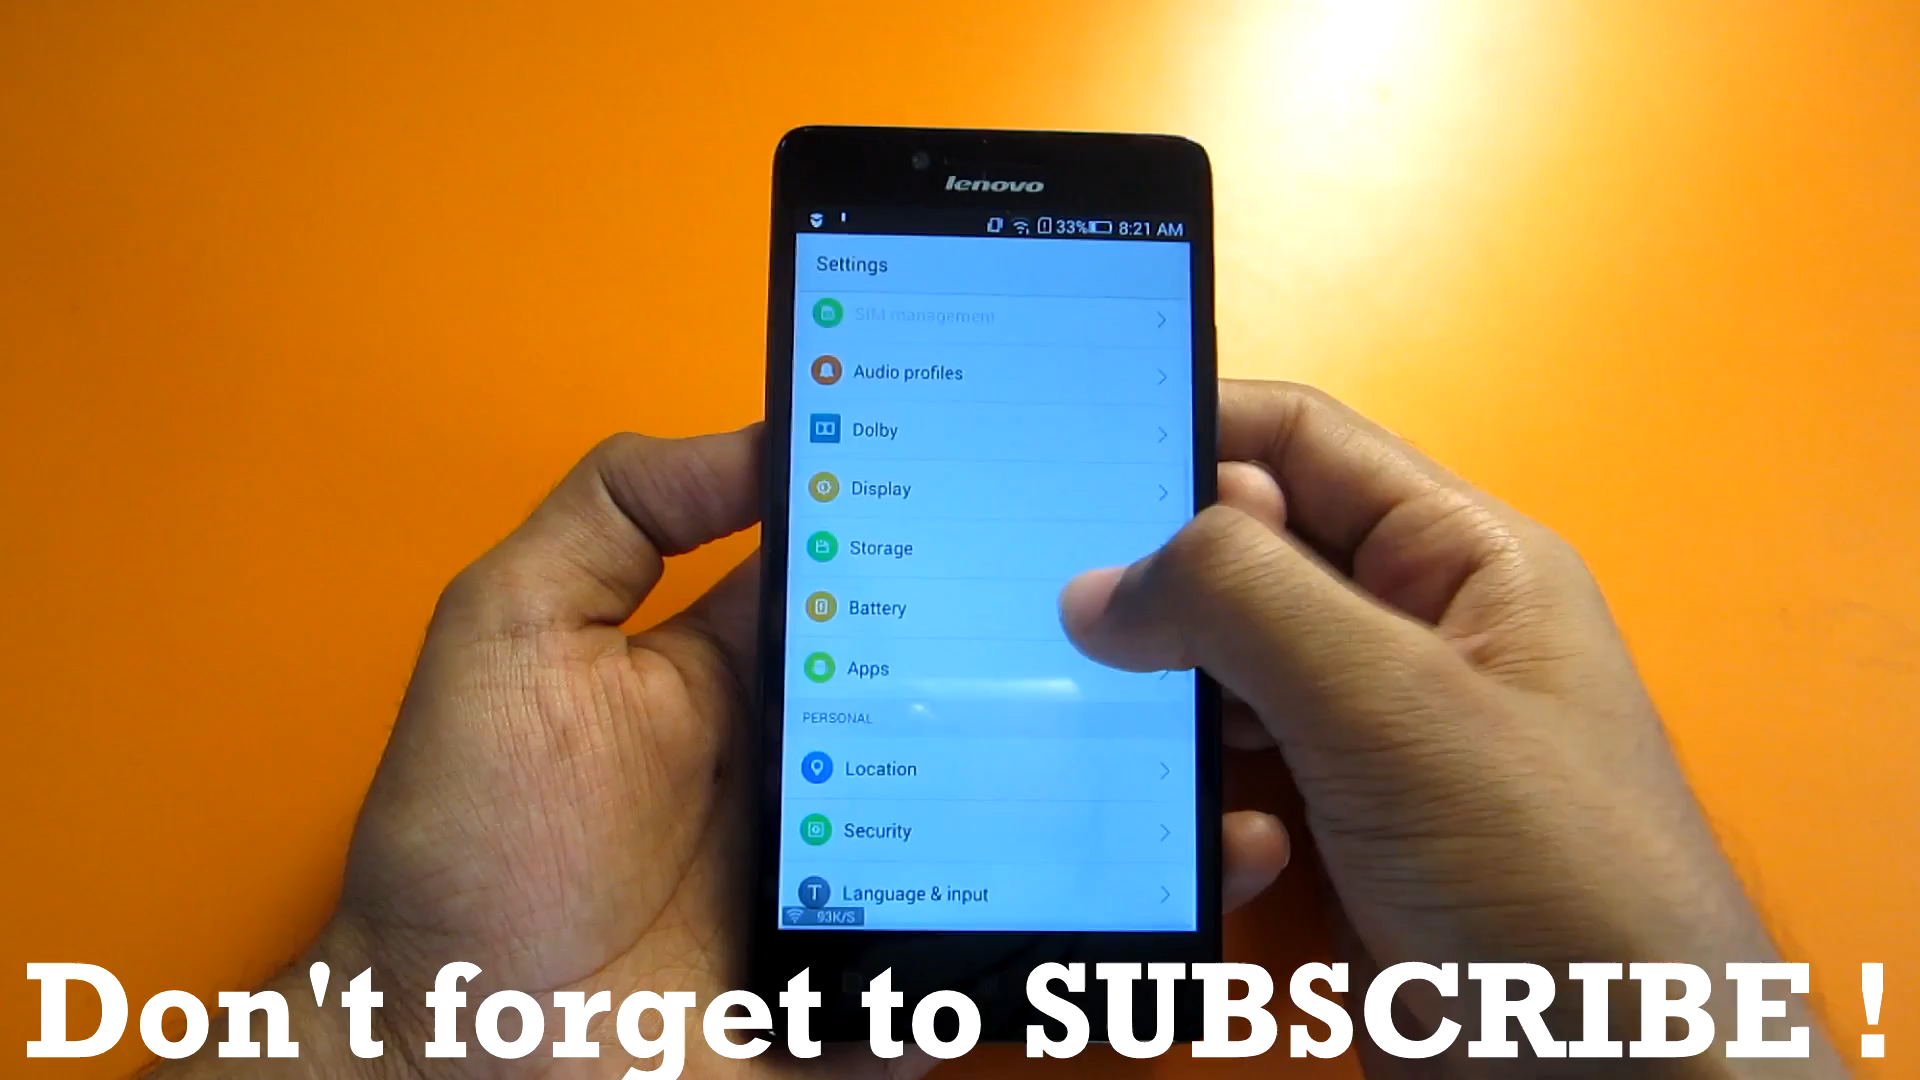 lenovo
33% 8:21 AM
Settings
SIM management
Audio profiles
Dolby
Display
Storage
Battery
Apps
PERSONAL
Location
Security
Language & input
93K/S
Don't forget to SUBSCRIBE !